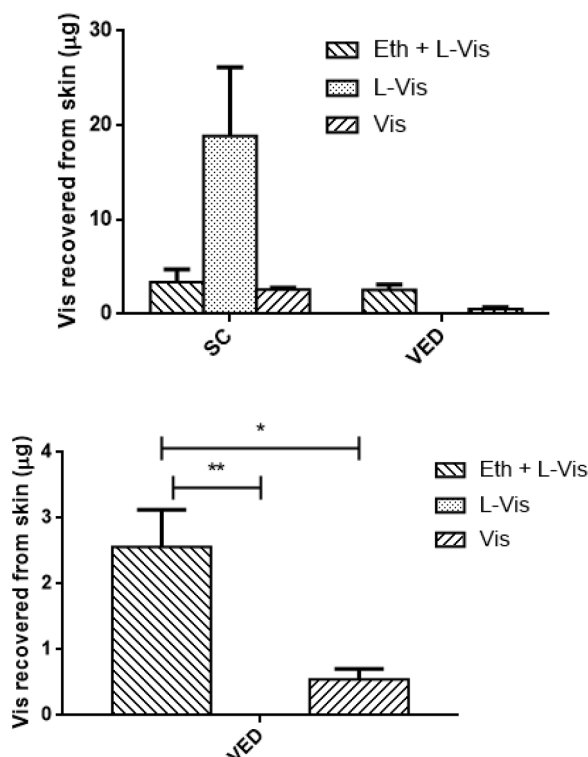 Vis recovered from skin (μg)
30
20
10
0
Eth + L-Vis
L-Vis
Vis
SC
VED
Vis recovered from skin (μg)
4
3
2
1
0
*
**
Eth + L-Vis
L-Vis
Vis
VED